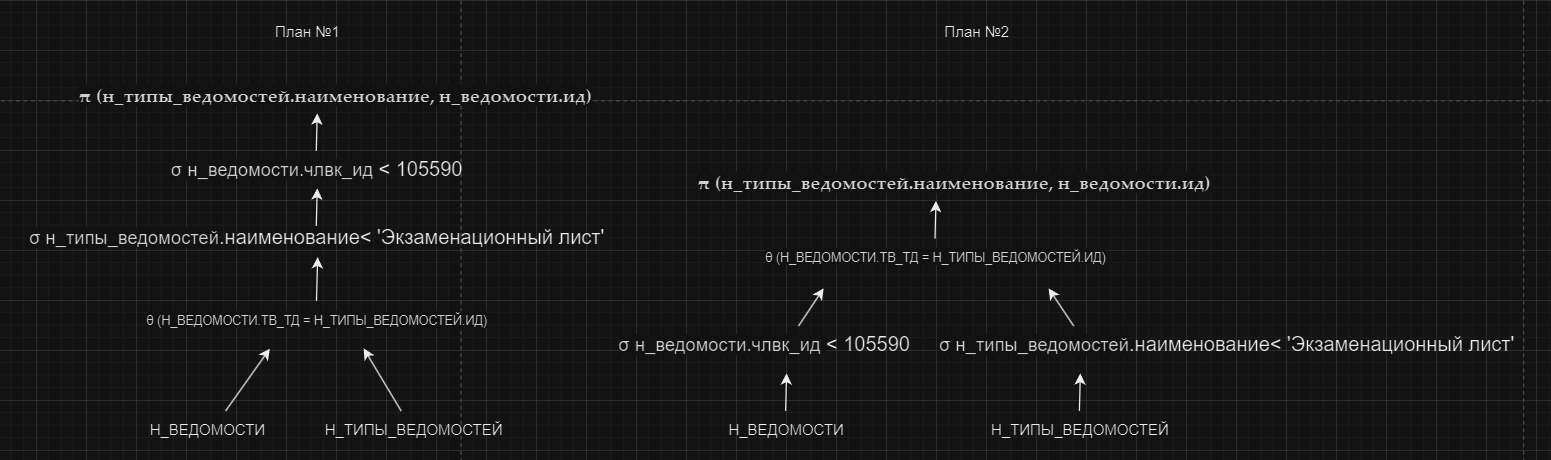 План №1
π (н_типы_ведомостей.наименование, н_ведомости.ид)
σ н_ведомости.члвк_ид < 105590
σ н_типы_ведомостей.наименование< 'Экзаменационный лист'
θ (Н_ВЕДОМОСТИ.ТВ_ТД = Н_ТИПЫ_ВЕДОМОСТЕЙ.ИД)
Н_ВЕДОМОСТИ
Н_ТИПЫ_ВЕДОМОСТЕЙ
План №2
π (н_типы_ведомостей.наименование, н_ведомости.ид)
θ (Н_ВЕДОМОСТИ.ТВ_ТД = Н_ТИПЫ_ВЕДОМОСТЕЙ.ИД)
σ н_ведомости.члвк_ид < 105590
σ н_типы_ведомостей.наименование< 'Экзаменационный лист'
Н_ВЕДОМОСТИ
Н_ТИПЫ_ВЕДОМОСТЕЙ